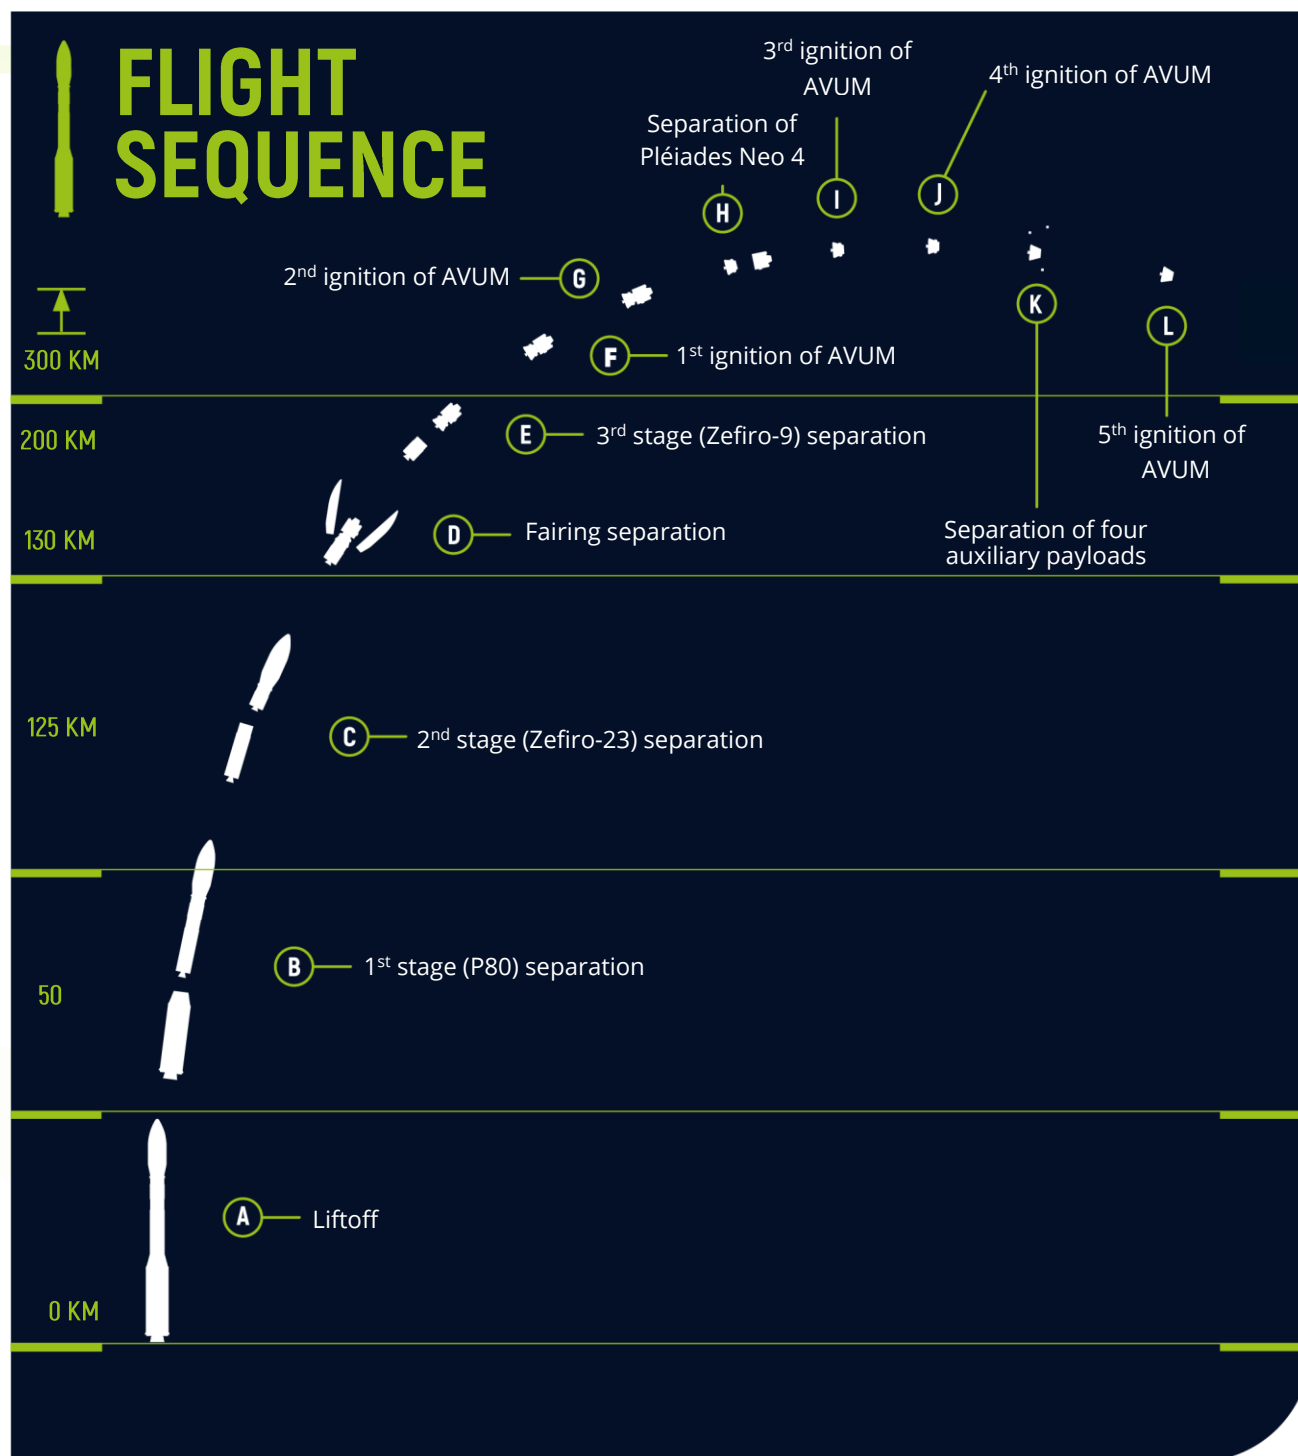 FLIGHT
SEQUENCE
3rd ignition of
AVUM
4th ignition of AVUM
Separation of
Pléiades Neo 4
I
J
H
2nd ignition of AVUM
G
K
L
300 KM
F
1st ignition of AVUM
200 KM
E
3rd stage (Zefiro-9) separation
5th ignition of
AVUM
130 KM
D
Fairing separation
Separation of four
auxiliary payloads
125 KM
C
2nd stage (Zefiro-23) separation
B
1st stage (P80) separation
50
A
Liftoff
0 KM